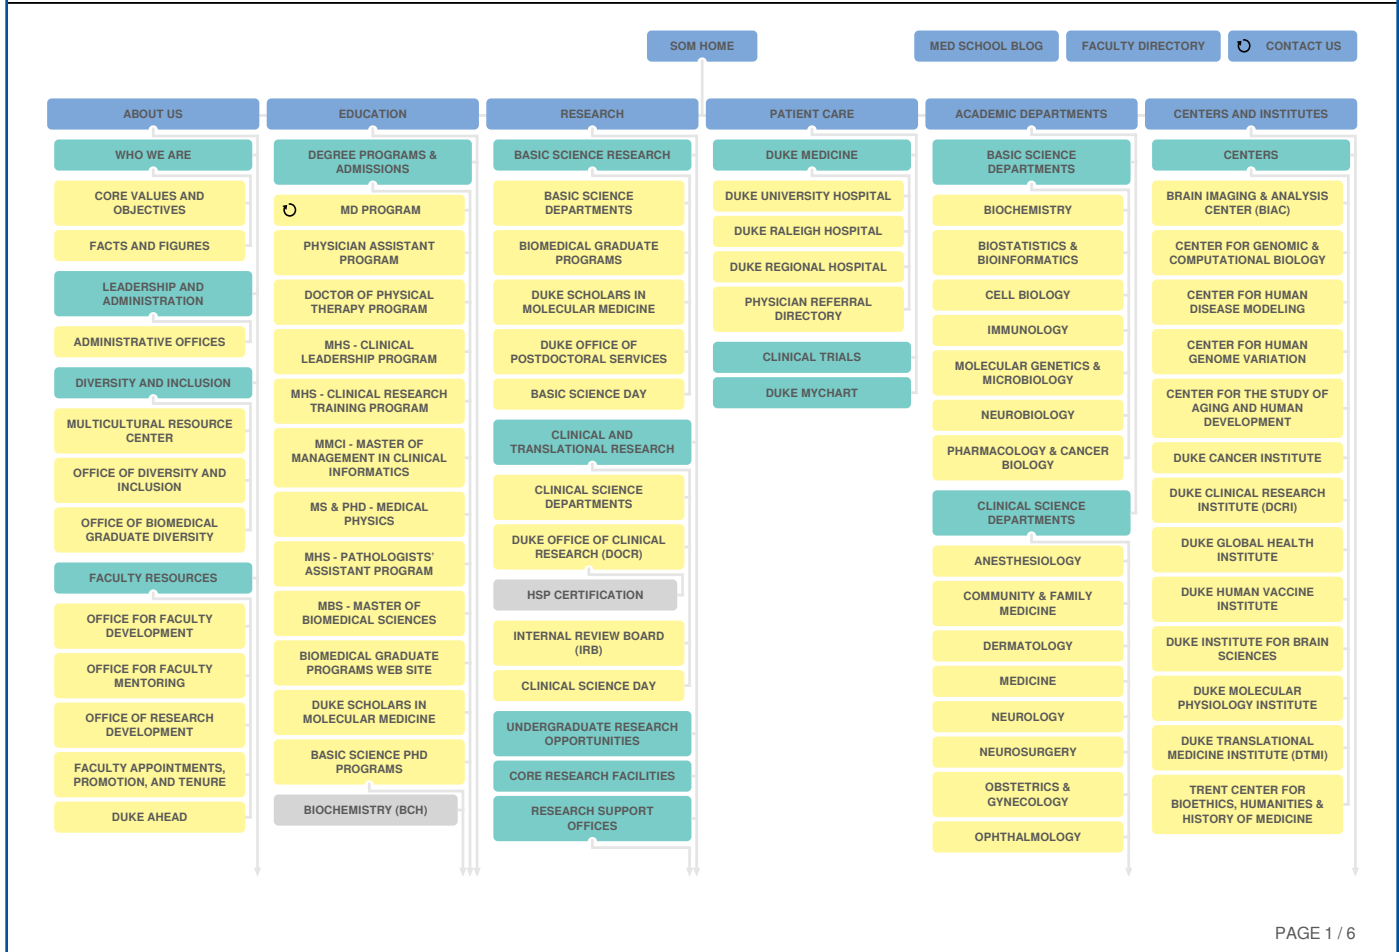 SOM HOME
MED SCHOOL BLOG
FACULTY DIRECTORY
CONTACT US
ABOUT US
WHO WE ARE
CORE VALUES AND
OBJECTIVES
FACTS AND FIGURES
LEADERSHIP AND
ADMINISTRATION
ADMINISTRATIVE OFFICES
DIVERSITY AND INCLUSION
MULTICULTURAL RESOURCE
CENTER
OFFICE OF DIVERSITY AND
INCLUSION
OFFICE OF BIOMEDICAL
GRADUATE DIVERSITY
FACULTY RESOURCES
OFFICE FOR FACULTY
DEVELOPMENT
OFFICE FOR FACULTY
MENTORING
OFFICE OF RESEARCH
DEVELOPMENT
FACULTY APPOINTMENTS,
PROMOTION, AND TENURE
DUKE AHEAD
EDUCATION
DEGREE PROGRAMS &
ADMISSIONS
MD PROGRAM
PHYSICIAN ASSISTANT
PROGRAM
DOCTOR OF PHYSICAL
THERAPY PROGRAM
MHS - CLINICAL
LEADERSHIP PROGRAM
MHS - CLINICAL RESEARCH
TRAINING PROGRAM
MMCI - MASTER OF
MANAGEMENT IN CLINICAL
INFORMATICS
MS & PHD - MEDICAL
PHYSICS
MHS - PATHOLOGISTS'
ASSISTANT PROGRAM
MBS - MASTER OF
BIOMEDICAL SCIENCES
BIOMEDICAL GRADUATE
PROGRAMS WEB SITE
DUKE SCHOLARS IN
MOLECULAR MEDICINE
BASIC SCIENCE PHD
PROGRAMS
BIOCHEMISTRY (BCH)
RESEARCH
BASIC SCIENCE RESEARCH
BASIC SCIENCE
DEPARTMENTS
BIOMEDICAL GRADUATE
PROGRAMS
DUKE SCHOLARS IN
MOLECULAR MEDICINE
DUKE OFFICE OF
POSTDOCTORAL SERVICES
BASIC SCIENCE DAY
CLINICAL AND
TRANSLATIONAL RESEARCH
CLINICAL SCIENCE
DEPARTMENTS
DUKE OFFICE OF CLINICAL
RESEARCH (DOCR)
HSP CERTIFICATION
INTERNAL REVIEW BOARD
(IRB)
CLINICAL SCIENCE DAY
UNDERGRADUATE RESEARCH
OPPORTUNITIES
CORE RESEARCH FACILITIES
RESEARCH SUPPORT
OFFICES
PATIENT CARE
DUKE MEDICINE
DUKE UNIVERSITY HOSPITAL
DUKE RALEIGH HOSPITAL
DUKE REGIONAL HOSPITAL
PHYSICIAN REFERRAL
DIRECTORY
CLINICAL TRIALS
DUKE MYCHART
ACADEMIC DEPARTMENTS
BASIC SCIENCE
DEPARTMENTS
BIOCHEMISTRY
BIOSTATISTICS &
BIOINFORMATICS
CELL BIOLOGY
IMMUNOLOGY
MOLECULAR GENETICS &
MICROBIOLOGY
NEUROBIOLOGY
PHARMACOLOGY & CANCER
BIOLOGY
CLINICAL SCIENCE
DEPARTMENTS
ANESTHESIOLOGY
COMMUNITY & FAMILY
MEDICINE
DERMATOLOGY
MEDICINE
NEUROLOGY
NEUROSURGERY
OBSTETRICS &
GYNECOLOGY
OPHTHALMOLOGY
CENTERS AND INSTITUTES
CENTERS
BRAIN IMAGING & ANALYSIS
CENTER (BIAC)
CENTER FOR GENOMIC &
COMPUTATIONAL BIOLOGY
CENTER FOR HUMAN
DISEASE MODELING
CENTER FOR HUMAN
GENOME VARIATION
CENTER FOR THE STUDY OF
AGING AND HUMAN
DEVELOPMENT
DUKE CANCER INSTITUTE
DUKE CLINICAL RESEARCH
INSTITUTE (DCRI)
DUKE GLOBAL HEALTH
INSTITUTE
DUKE HUMAN VACCINE
INSTITUTE
DUKE INSTITUTE FOR BRAIN
SCIENCES
DUKE MOLECULAR
PHYSIOLOGY INSTITUTE
DUKE TRANSLATIONAL
MEDICINE INSTITUTE (DTMI)
TRENT CENTER FOR
BIOETHICS, HUMANITIES &
HISTORY OF MEDICINE
PAGE 1 / 6